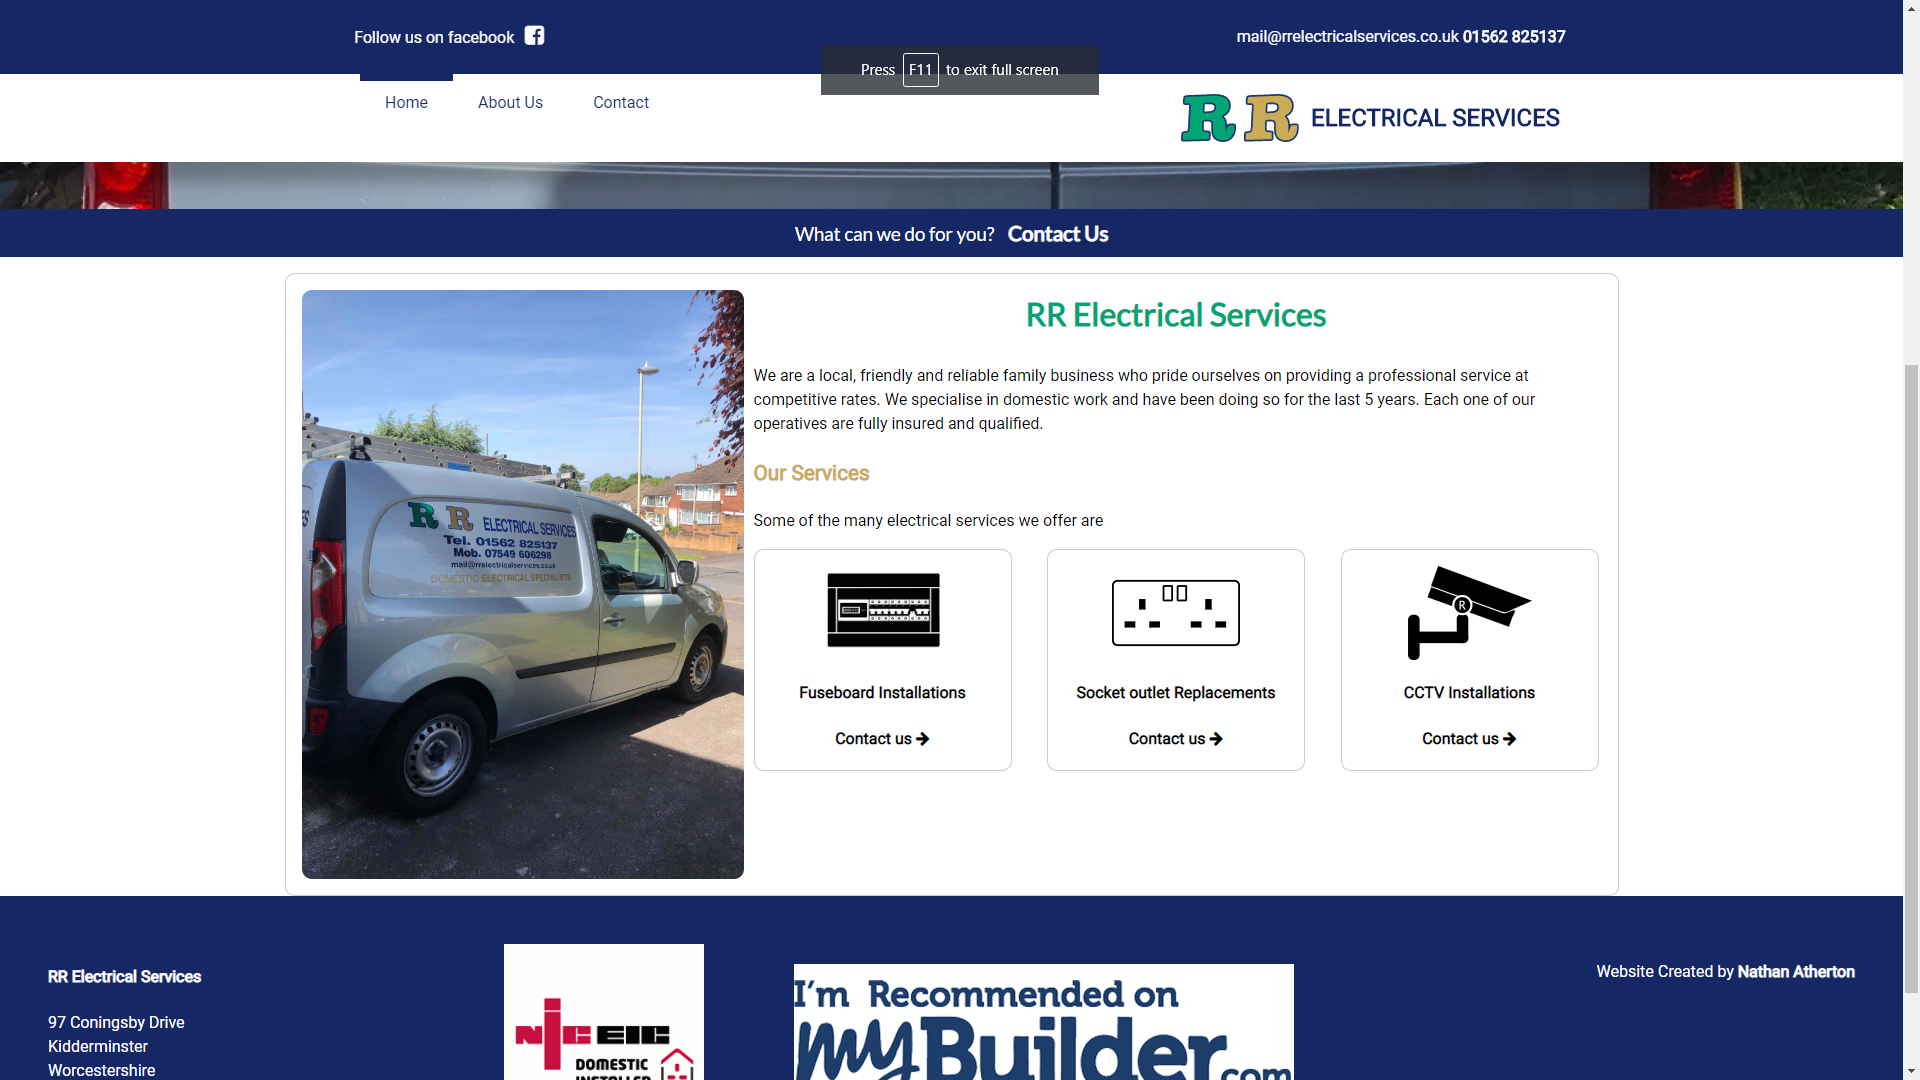 Follow us on facebook
mail@rrelectricalservices.co.uk 01562 825137
Press F11 to exit full screen
Home About Us Contact
R R ELECTRICAL SERVICES
What can we do for you? Contact Us
RR Electrical Services
We are a local, friendly and reliable family business who pride ourselves on providing a professional service at
competitive rates. We specialise in domestic work and have been doing so for the last 5 years. Each one of our
operatives are fully insured and qualified.
Our Services
Some of the many electrical services we offer are
R R ELECTRICAL SERVICES
Tel. 01562 825137
Mob. 07549 606298
mail@rrelectricalservices.co.uk
DOMESTIC ELECTRICAL SPECIALISTS
R
Fuseboard Installations
Socket outlet Replacements
CCTV Installations
Contact us
Contact us
Contact us
RR Electrical Services
97 Coningsby Drive
Kidderminster
Worcestershire
NICEIC
DOMESTIC
INSTALLER
I'm Recommended on
myBuilder.com
Website Created by Nathan Atherton